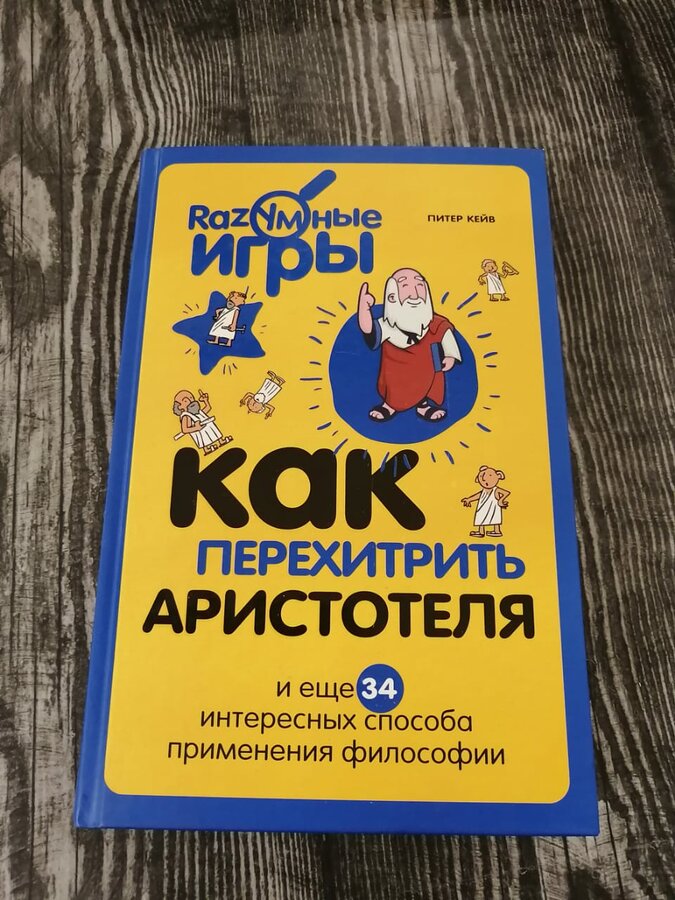 RazУмные
игры
ПИТЕР КЕЙВ
как
ПЕРЕХИТРИТЬ
АРИСТОТЕЛЯ
и еще 34
интересных способа
применения философии